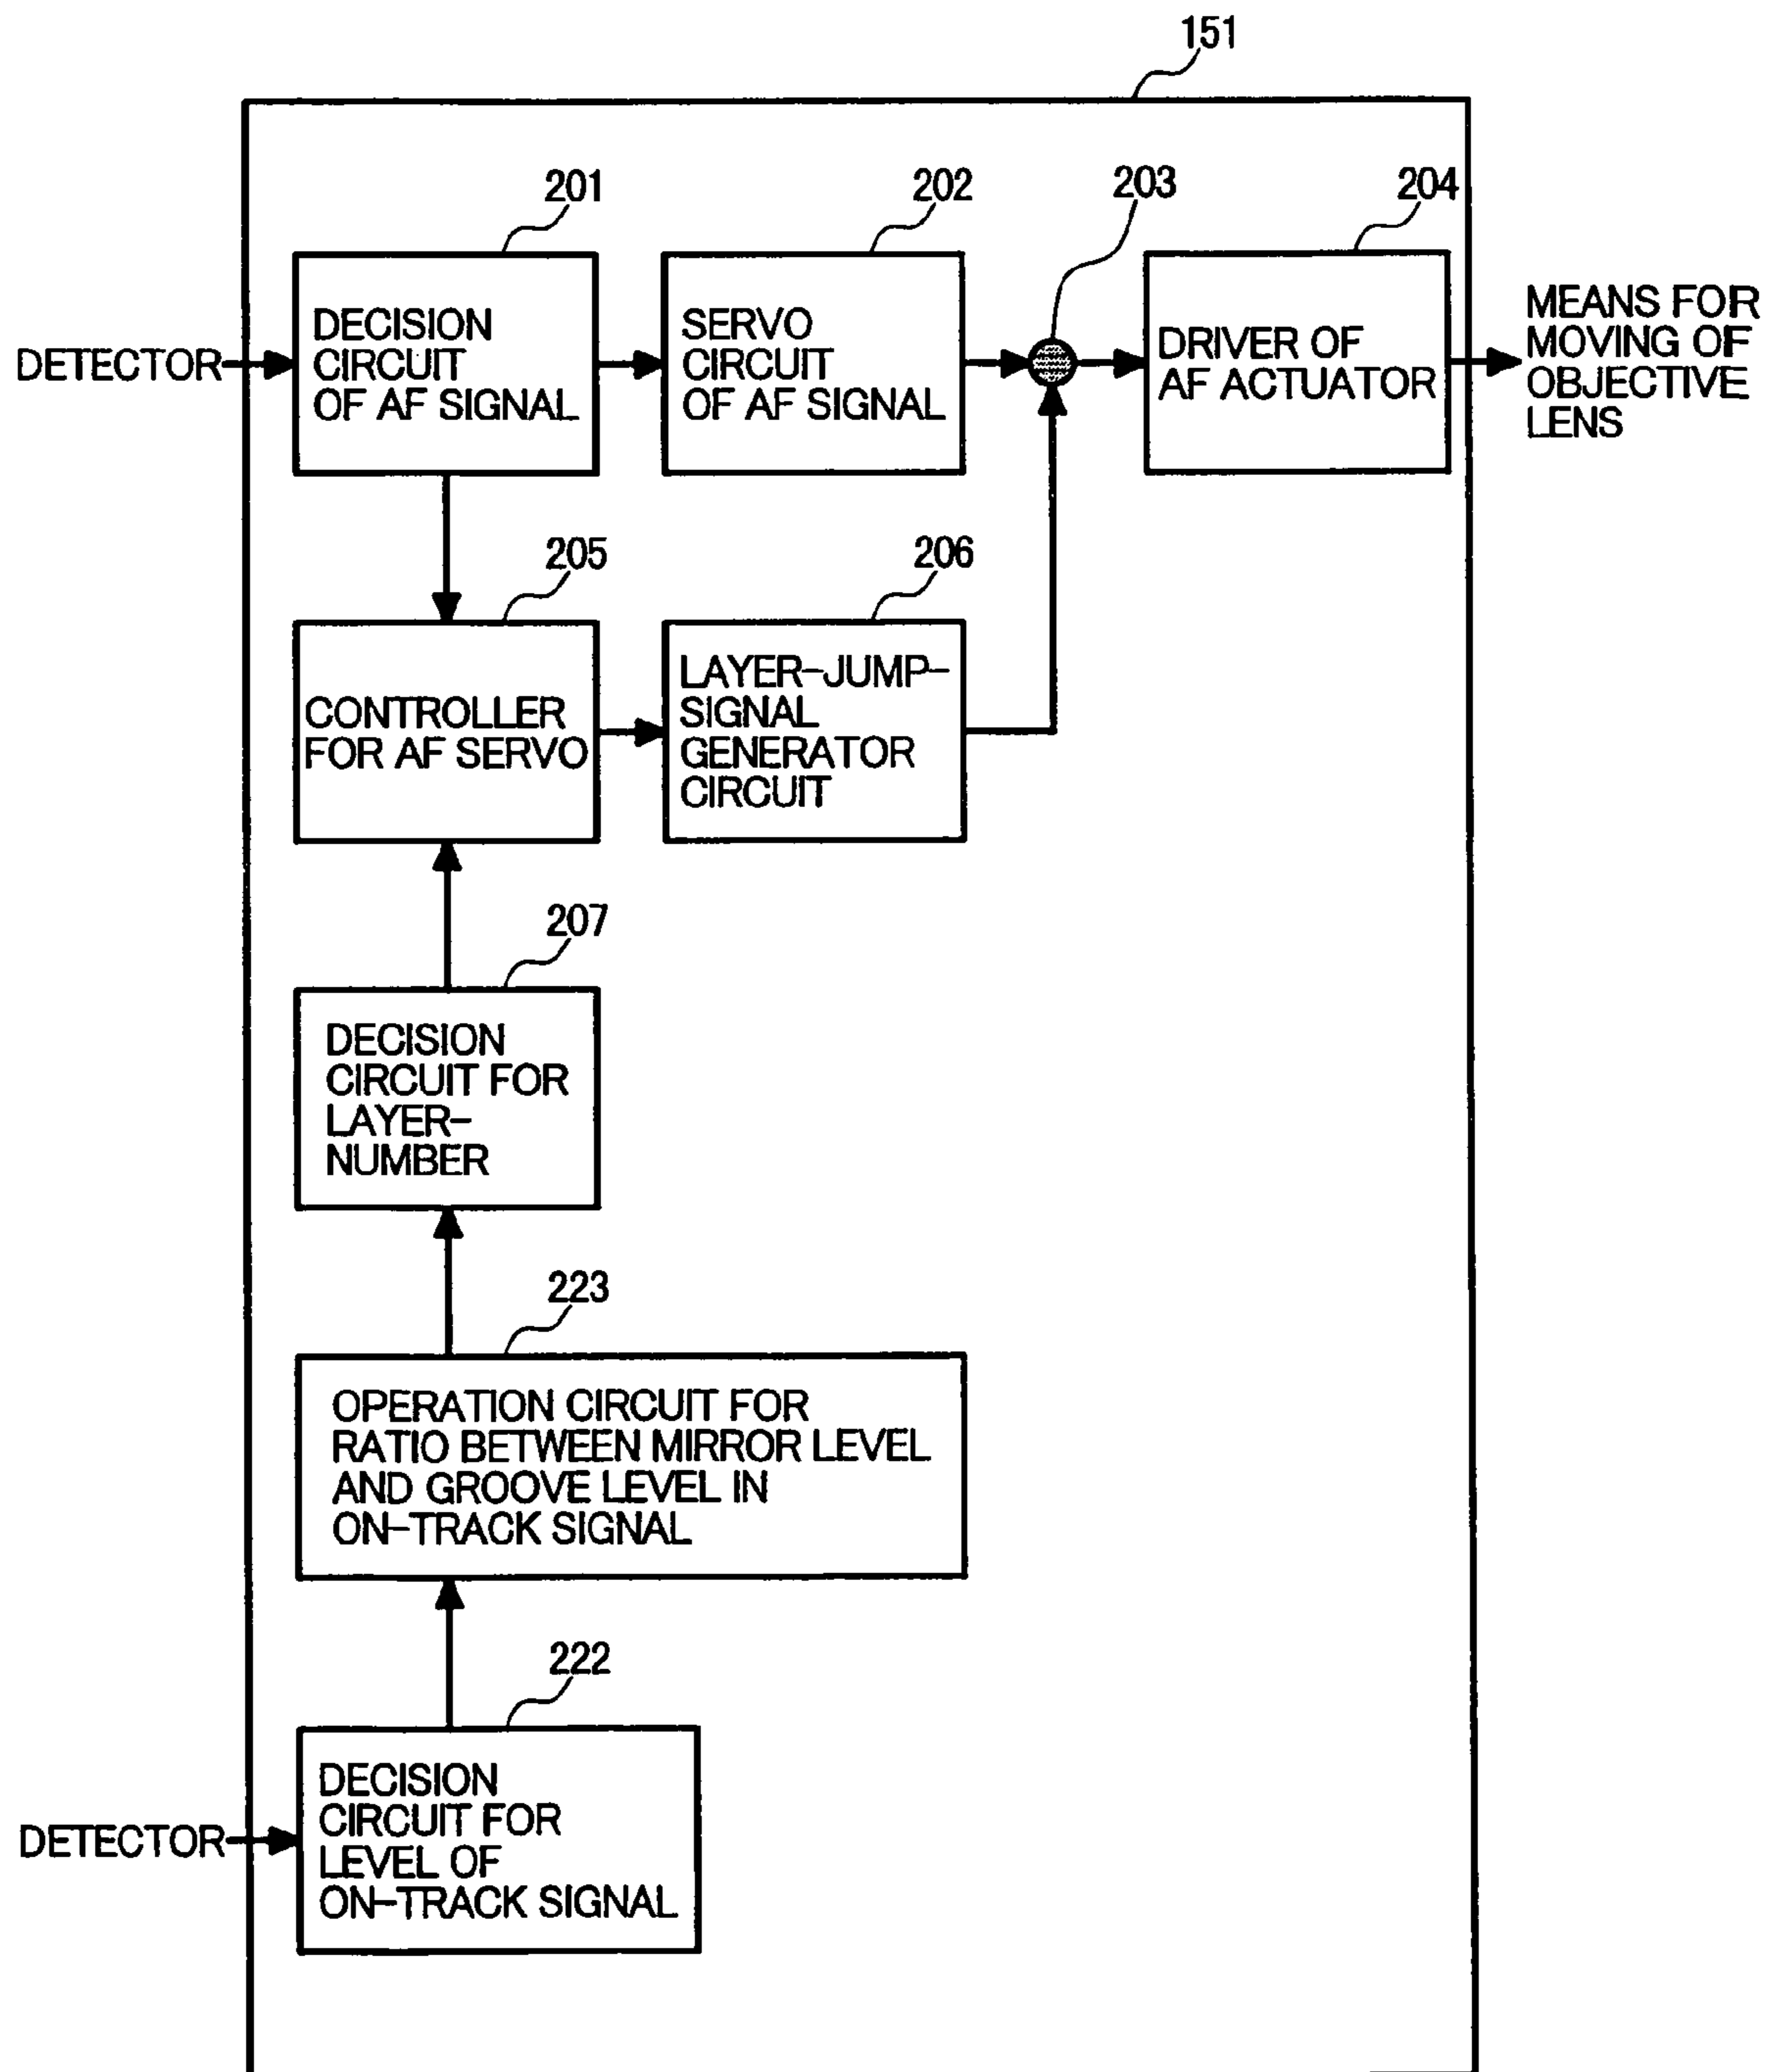 151
201
202
203
204
DETECTOR
DECISION
CIRCUIT
OF AF SIGNAL
SERVO
CIRCUIT
OF AF SIGNAL
DRIVER OF
AF ACTUATOR
MEANS FOR
MOVING OF
OBJECTIVE
LENS
205
206
CONTROLLER
FOR AF SERVO
LAYER-JUMP-
SIGNAL
GENERATOR
CIRCUIT
207
DECISION
CIRCUIT FOR
LAYER-
NUMBER
223
OPERATION CIRCUIT FOR
RATIO BETWEEN MIRROR LEVEL
AND GROOVE LEVEL IN
ON-TRACK SIGNAL
222
DETECTOR
DECISION
CIRCUIT FOR
LEVEL OF
ON-TRACK SIGNAL